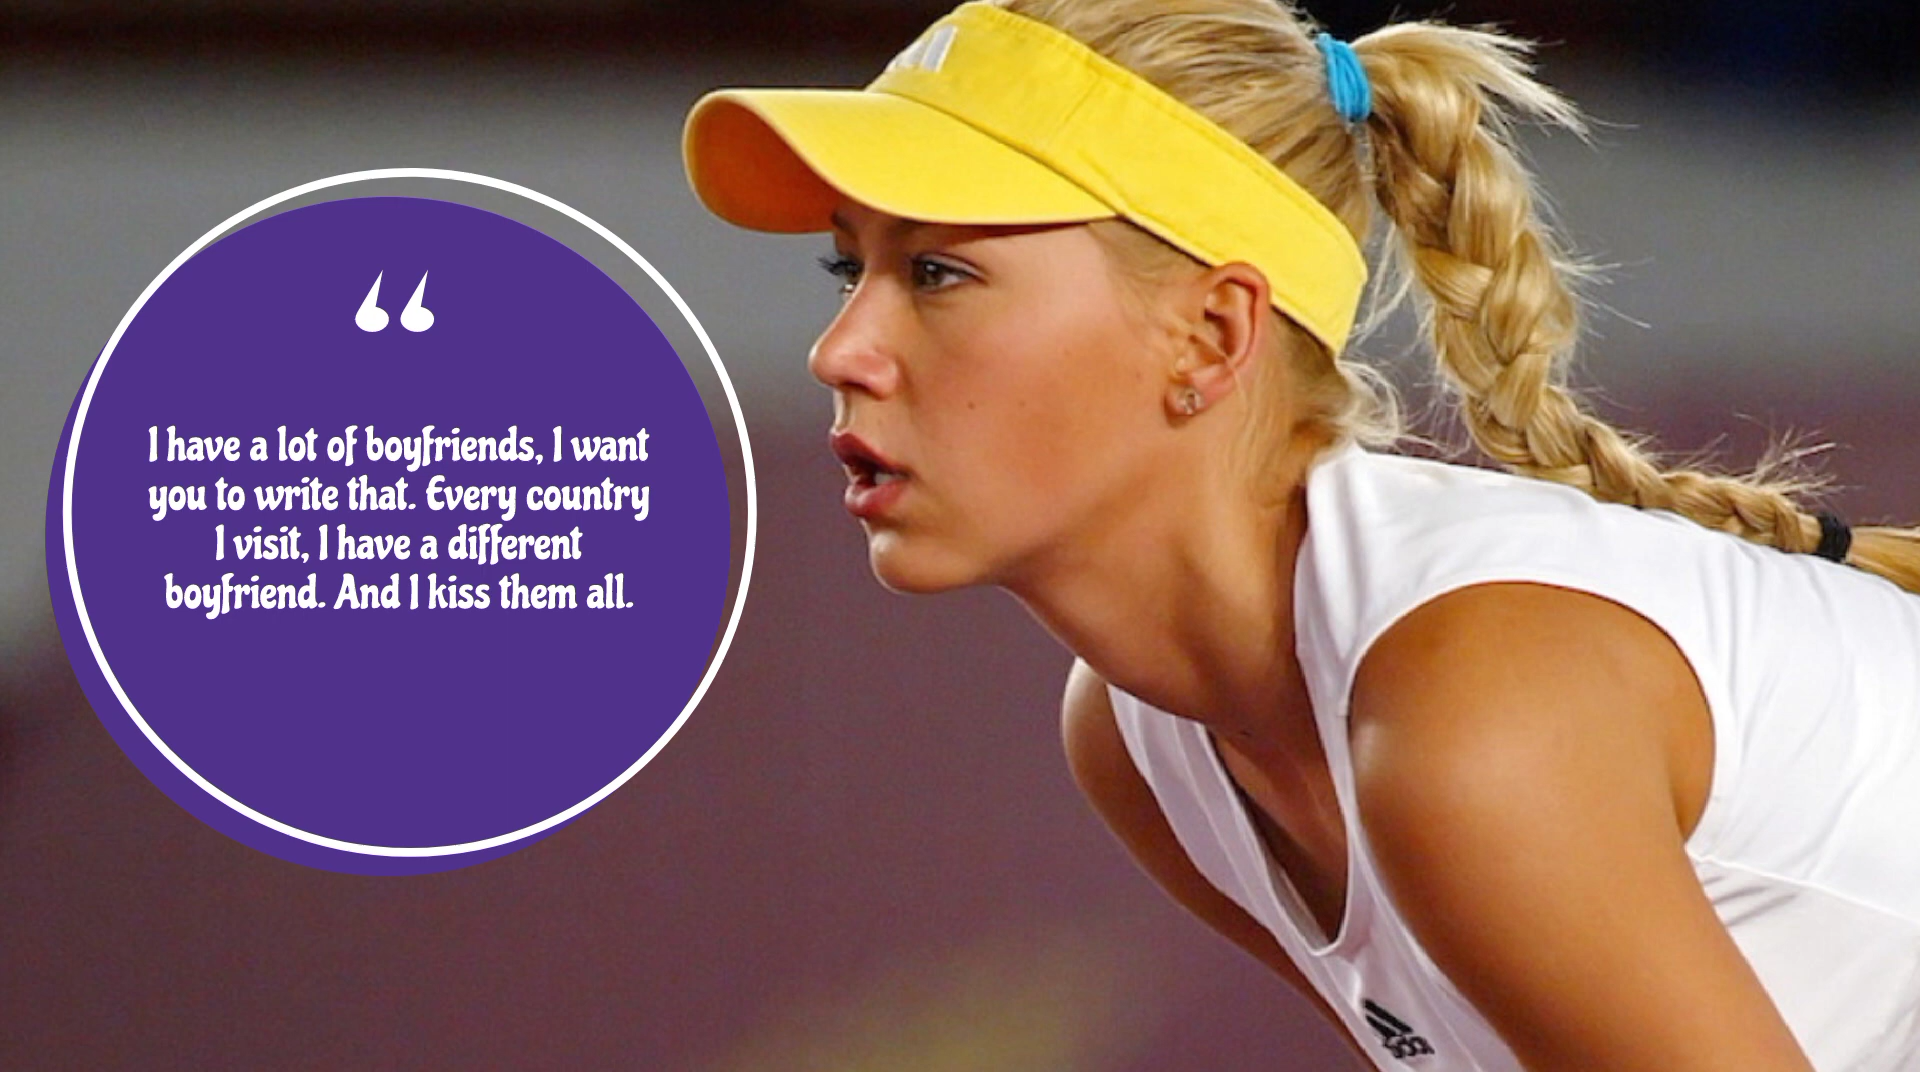 “
I have a lot of boyfriends, I want
you to write that. Every country
I visit, I have a different
boyfriend. And I kiss them all.